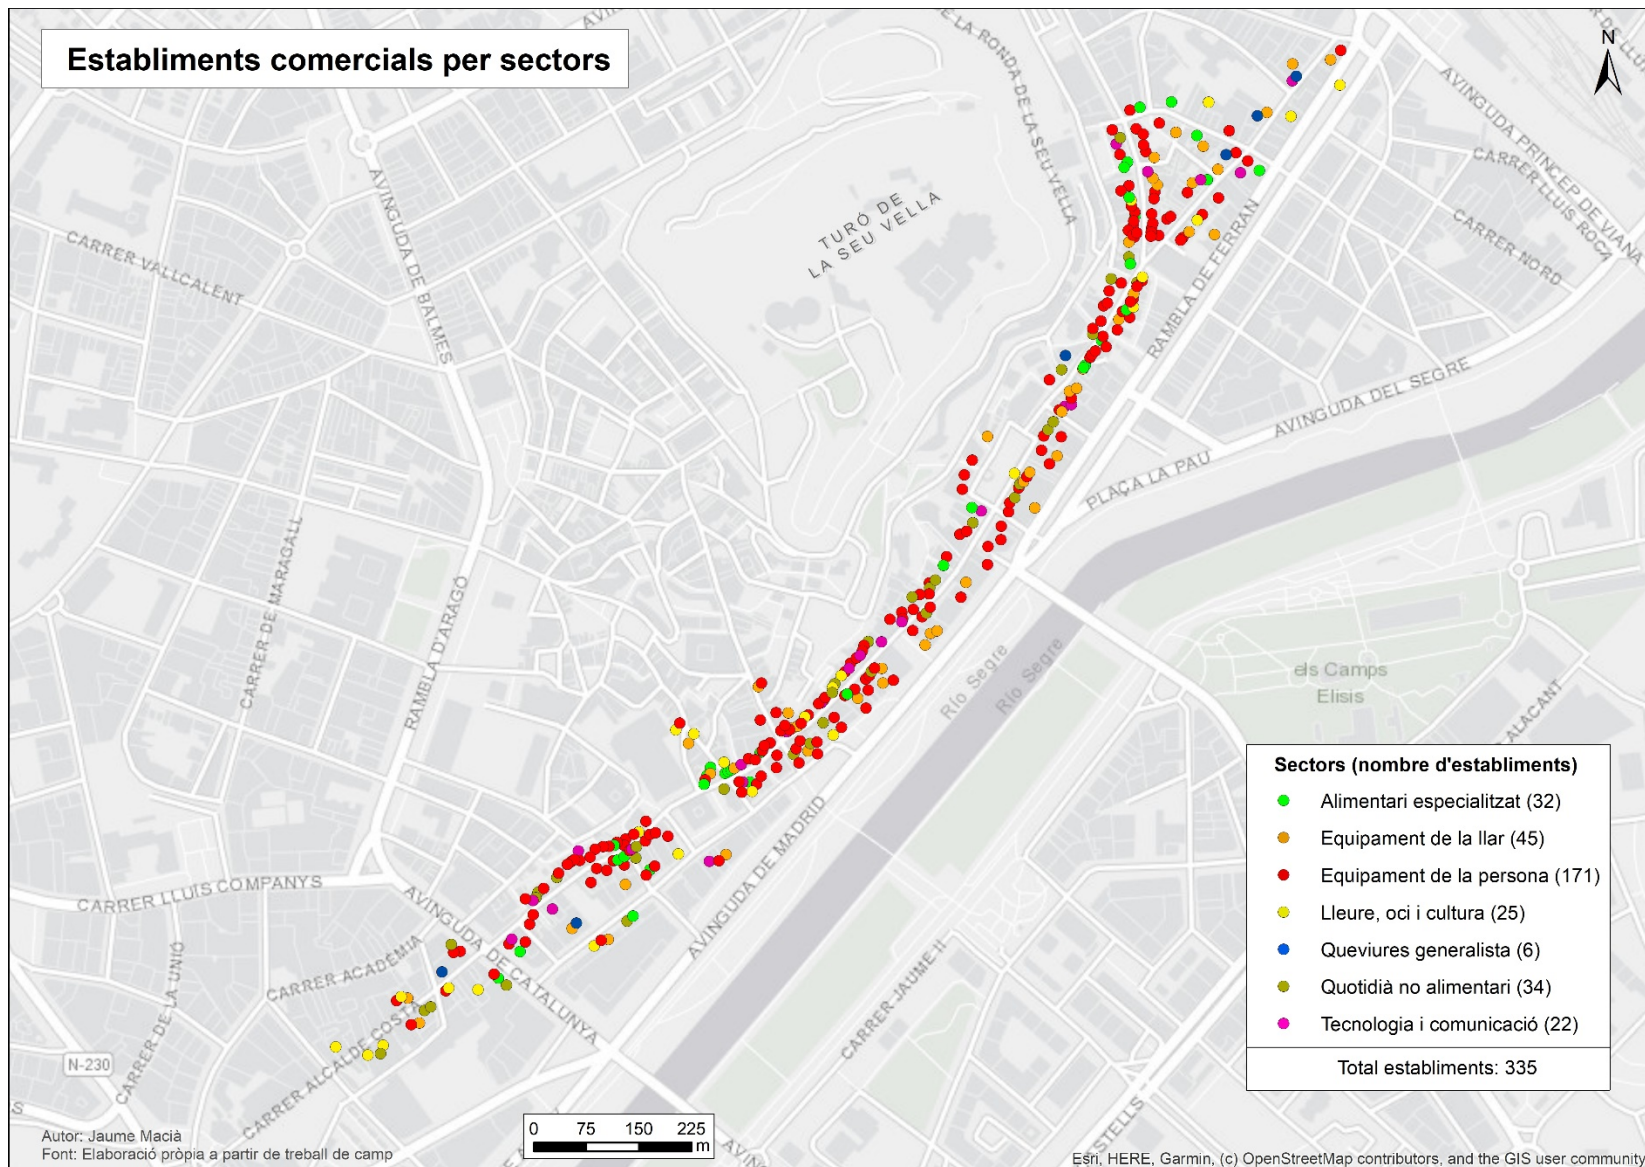 Establiments comercials per sectors
N
DE LA RONDA DE LA SEU VELLA
AVINGUDA PRINCEP DE VIANA
CARRER LLUIS ROCA
CARRER NORD
AVINGUDA DE BALMES
CARRER VALLCALENT
TURÓ DE
LA SEU VELLA
RAMBLA DE FERRAN
AVINGUDA DEL SEGRE
PLAÇA LA PAU
CARRER DE MARAGALL
RAMBLA D'ARAGÓ
Río Segre
Río Segre
els Camps
Elisis
ALACANT
AVINGUDA DE MADRID
CARRER LLUIS COMPANYS
AVINGUDA DE CATALUNYA
CARRER ACADÈMIA
CARRER DE LA UNIÓ
CARRER ALCALDE COSTA
CARRER JAUME II
N-230
Sectors (nombre d'establiments)
Alimentari especialitzat (32)
Equipament de la llar (45)
Equipament de la persona (171)
Lleure, oci i cultura (25)
Queviures generalista (6)
Quotidià no alimentari (34)
Tecnologia i comunicació (22)
Total establiments: 335
0 75 150 225
m
Autor: Jaume Macià
Font: Elaboració pròpia a partir de treball de camp
Esri, HERE, Garmin, (c) OpenStreetMap contributors, and the GIS user community